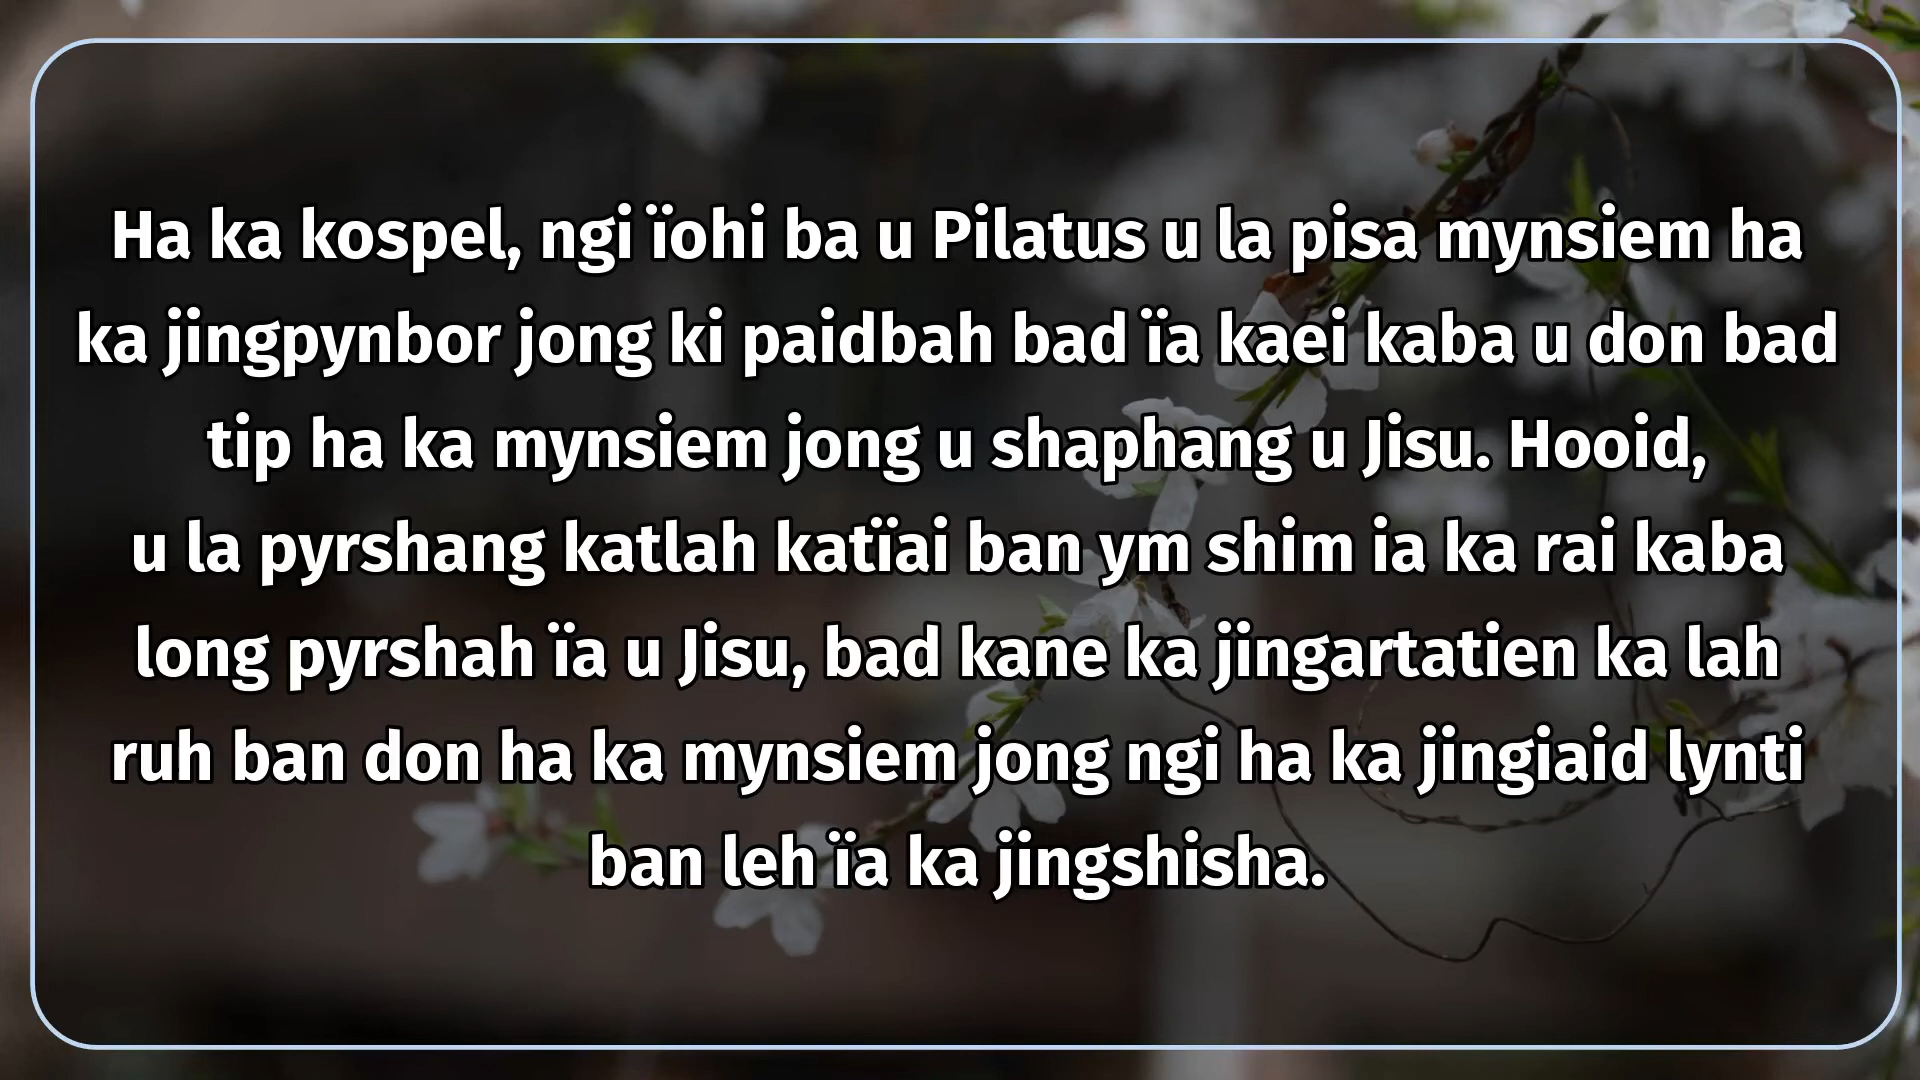 Ha ka kospel, ngi ïohi ba u Pilatus u la pisa mynsiem ha
ka jingpynbor jong ki paidbah bad ïa kaei kaba u don bad
tip ha ka mynsiem jong u shaphang u Jisu. Hooid,
u la pyrshang katlah katïai ban ym shim ia ka rai kaba
long pyrshah ïa u Jisu, bad kane ka jingartatien ka lah
ruh ban don ha ka mynsiem jong ngi ha ka jingiaid lynti
ban leh ïa ka jingshisha.